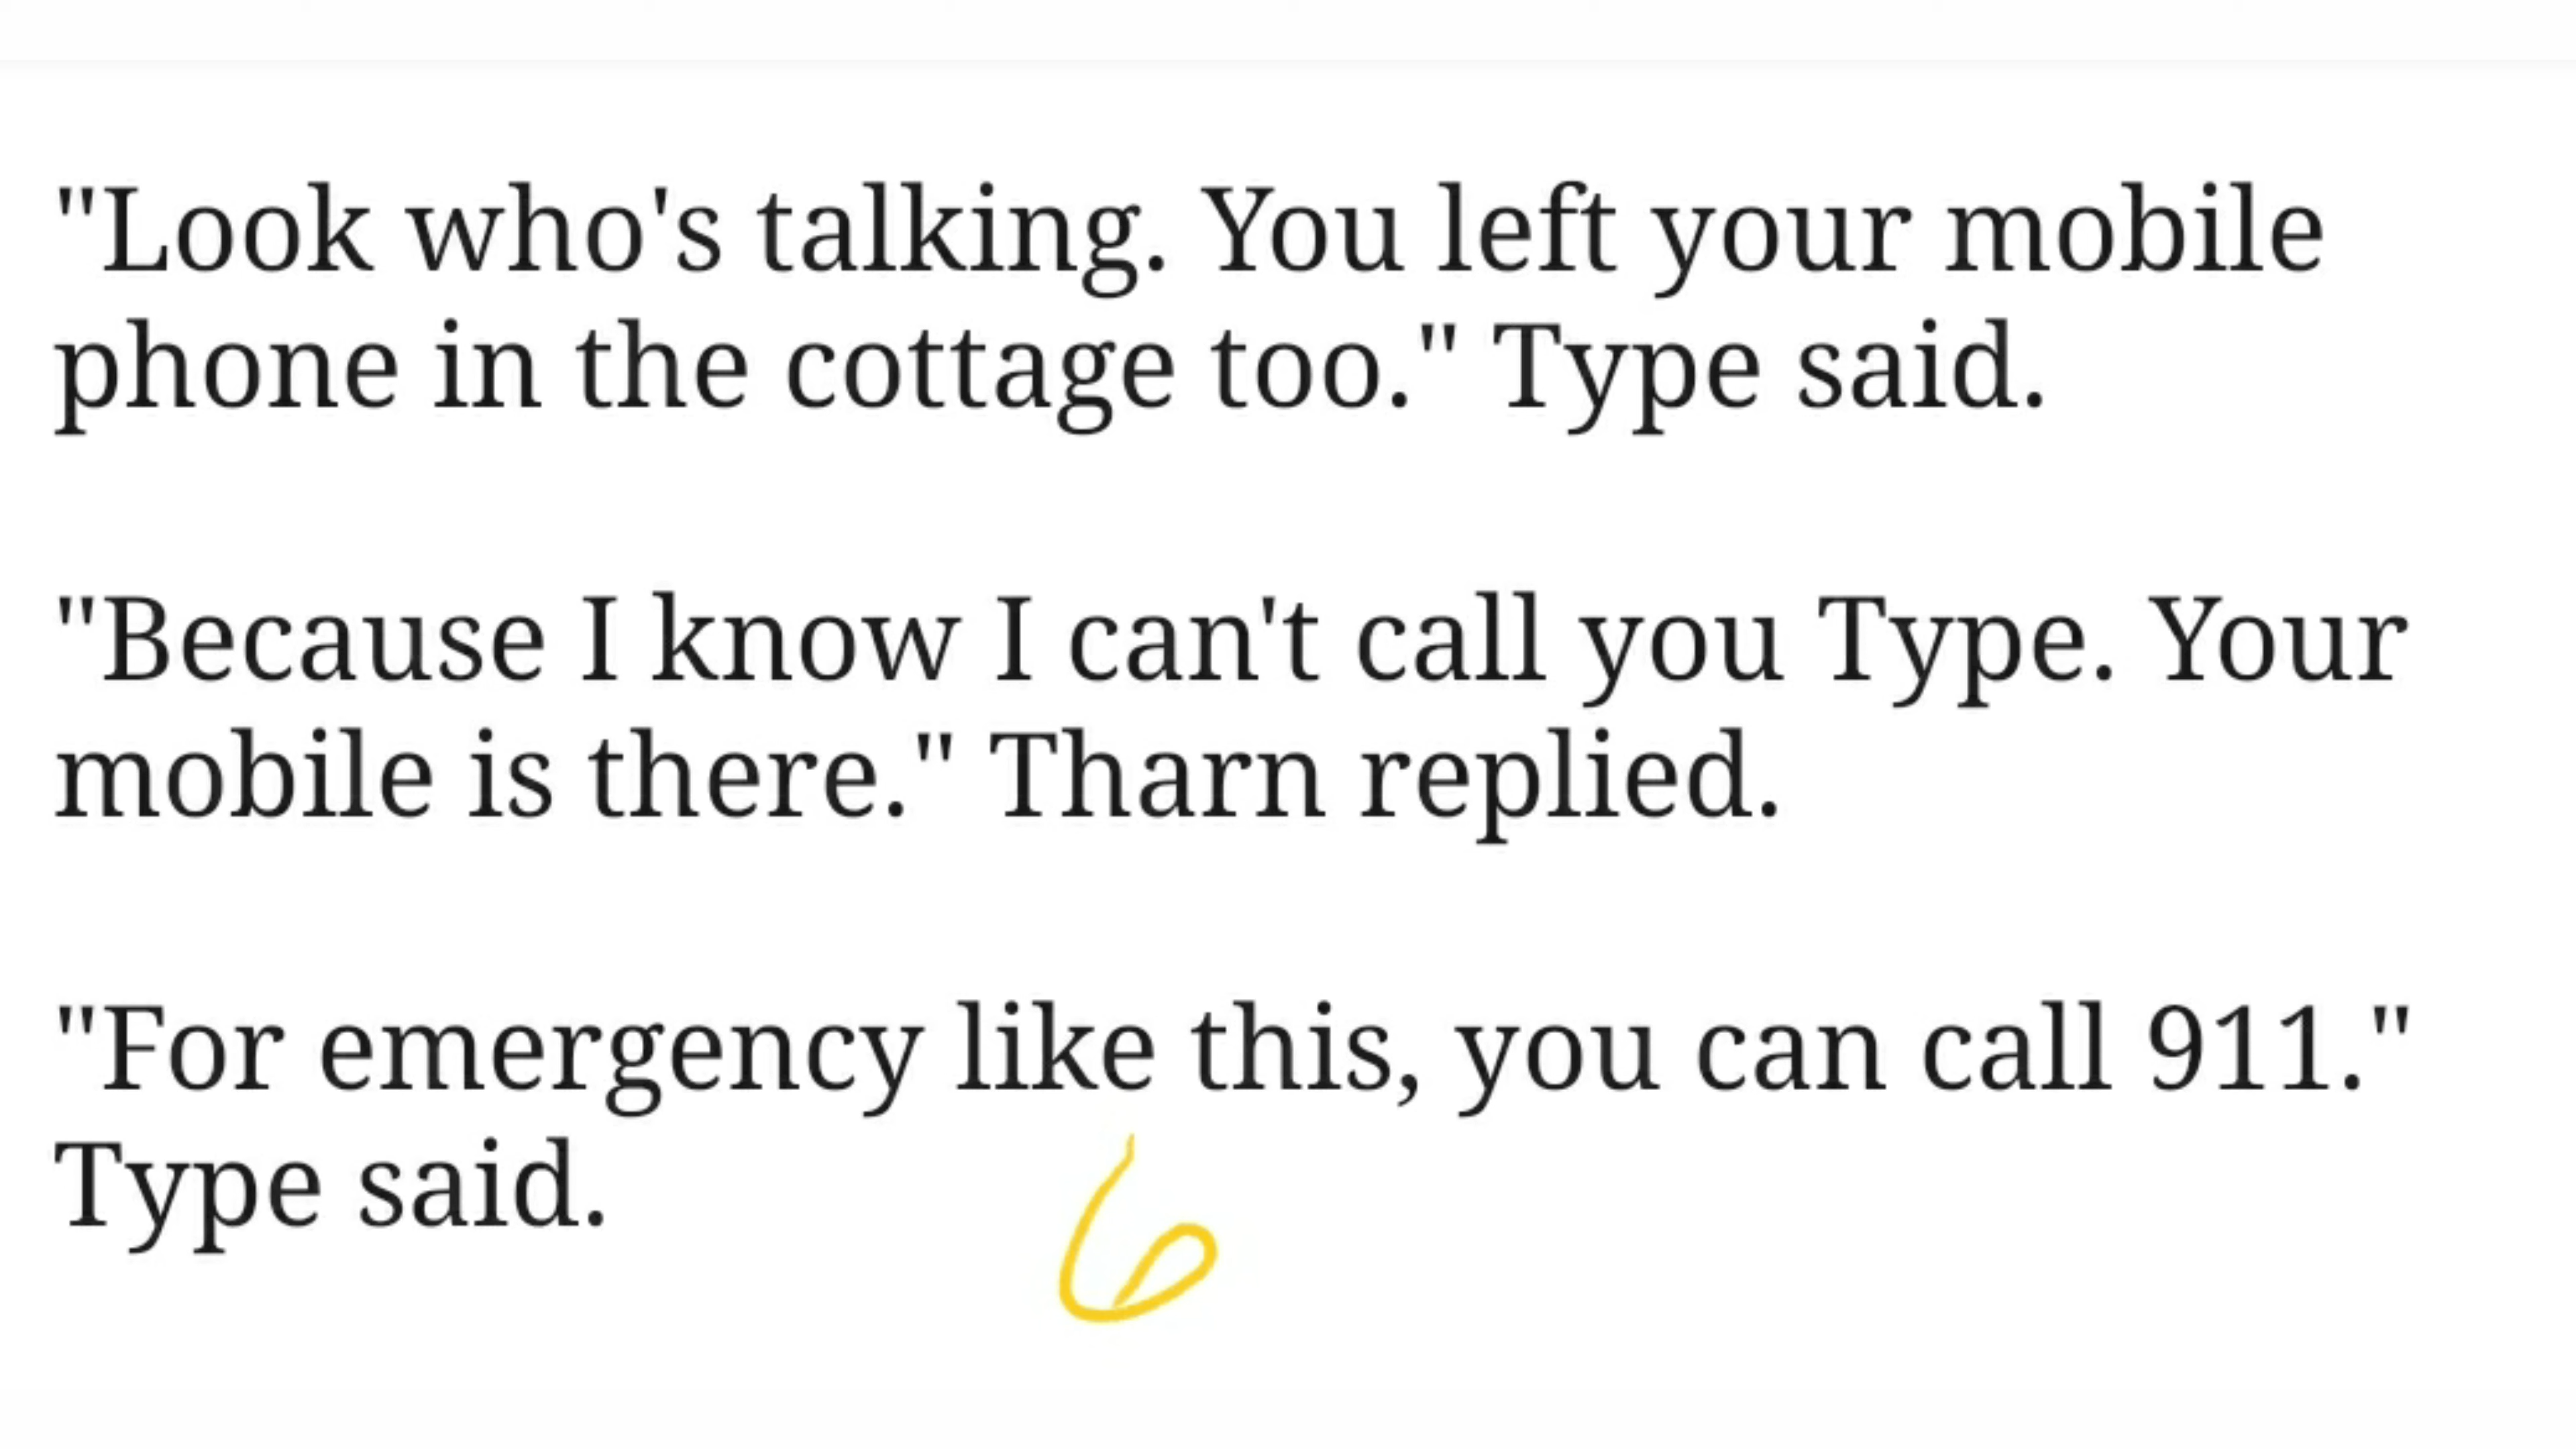 "Look who's talking. You left your mobile
phone in the cottage too." Type said.
"Because I know I can't call you Type. Your
mobile is there." Tharn replied.
"For emergency like this, you can call 911."
Type said.
6